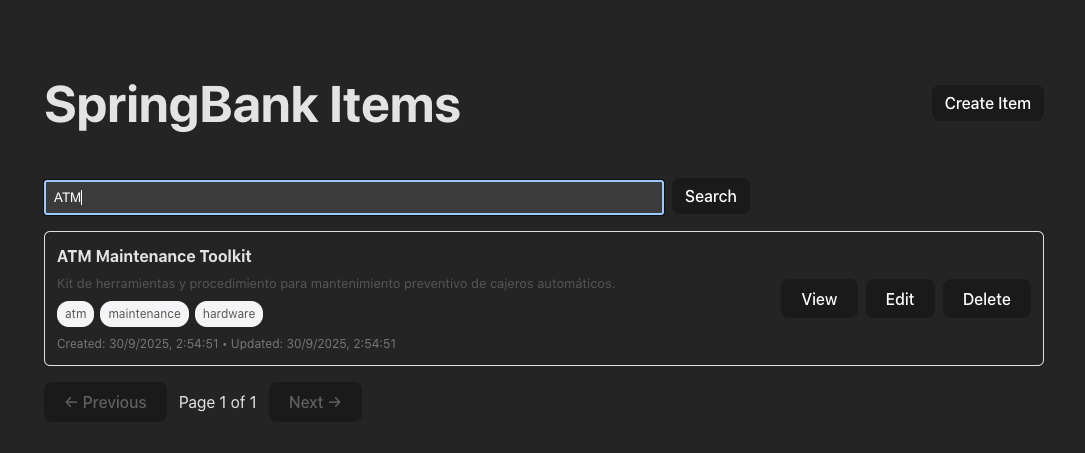 SpringBank Items
Create Item
ATM
Search
ATM Maintenance Toolkit
Kit de herramientas y procedimiento para mantenimiento preventivo de cajeros automáticos.
atm maintenance hardware
Created: 30/9/2025, 2:54:51 • Updated: 30/9/2025, 2:54:51
View Edit Delete
← Previous Page 1 of 1 Next →